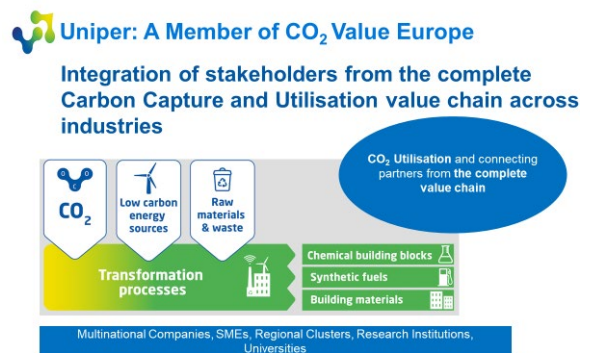 Uniper: A Member of CO₂ Value Europe
Integration of stakeholders from the complete
Carbon Capture and Utilisation value chain across
industries
CO₂ Utilisation and connecting
partners from the complete
value chain
CO₂
Low carbon
energy
sources
Raw
materials
& waste
Transformation
processes
Chemical building blocks
Synthetic fuels
Building materials
Multinational Companies, SMEs, Regional Clusters, Research Institutions,
Universities